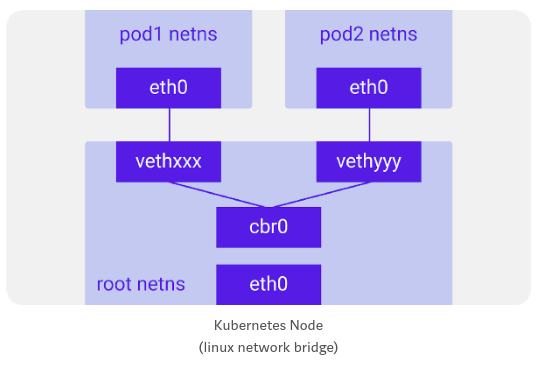 pod1 netns
pod2 netns
eth0
eth0
vethxxx
vethyyy
cbr0
root netns
eth0
Kubernetes Node
(linux network bridge)